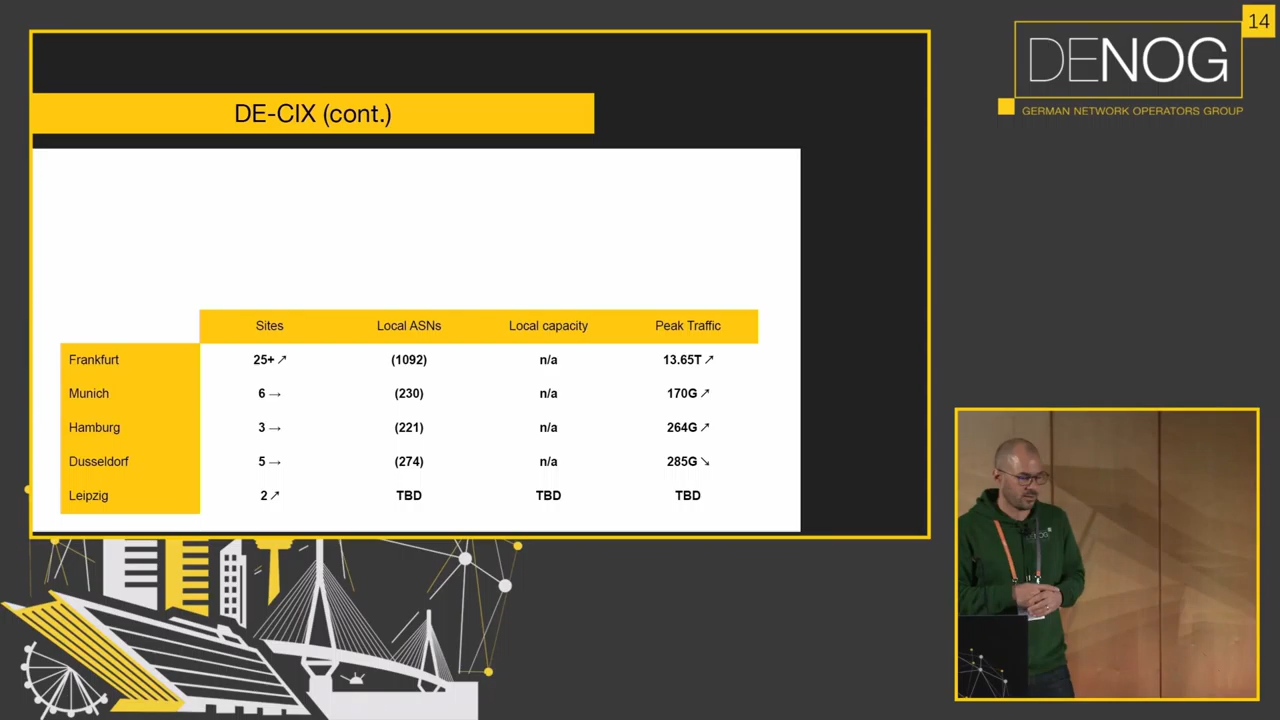 14
DENOG
GERMAN NETWORK OPERATORS GROUP
DE-CIX (cont.)
Sites Local ASNs Local capacity Peak Traffic
Frankfurt 25+ ↗ (1092) n/a 13.65T ↗
Munich 6 → (230) n/a 170G ↗
Hamburg 3 → (221) n/a 264G ↗
Dusseldorf 5 → (274) n/a 285G ↘
Leipzig 2 ↗ TBD TBD TBD